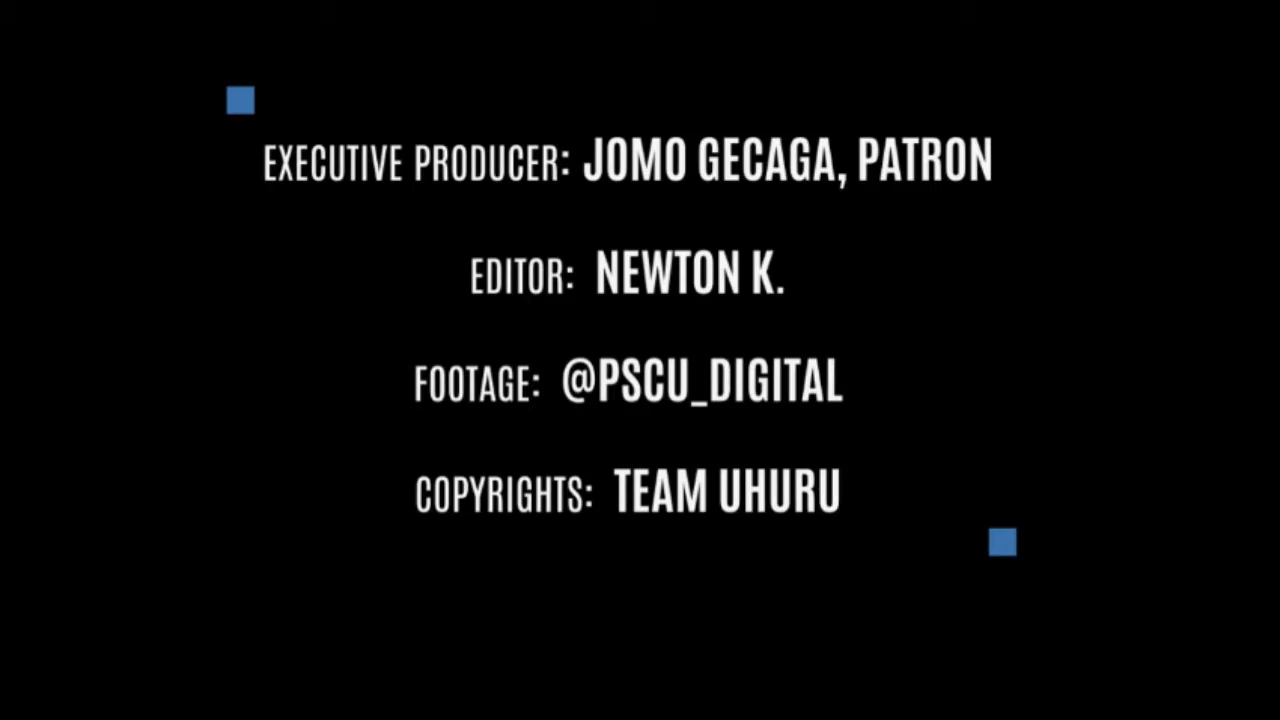 EXECUTIVE PRODUCER: JOMO GECAGA, PATRON
EDITOR: NEWTON K.
FOOTAGE: @PSCU_DIGITAL
COPYRIGHTS: TEAM UHURU